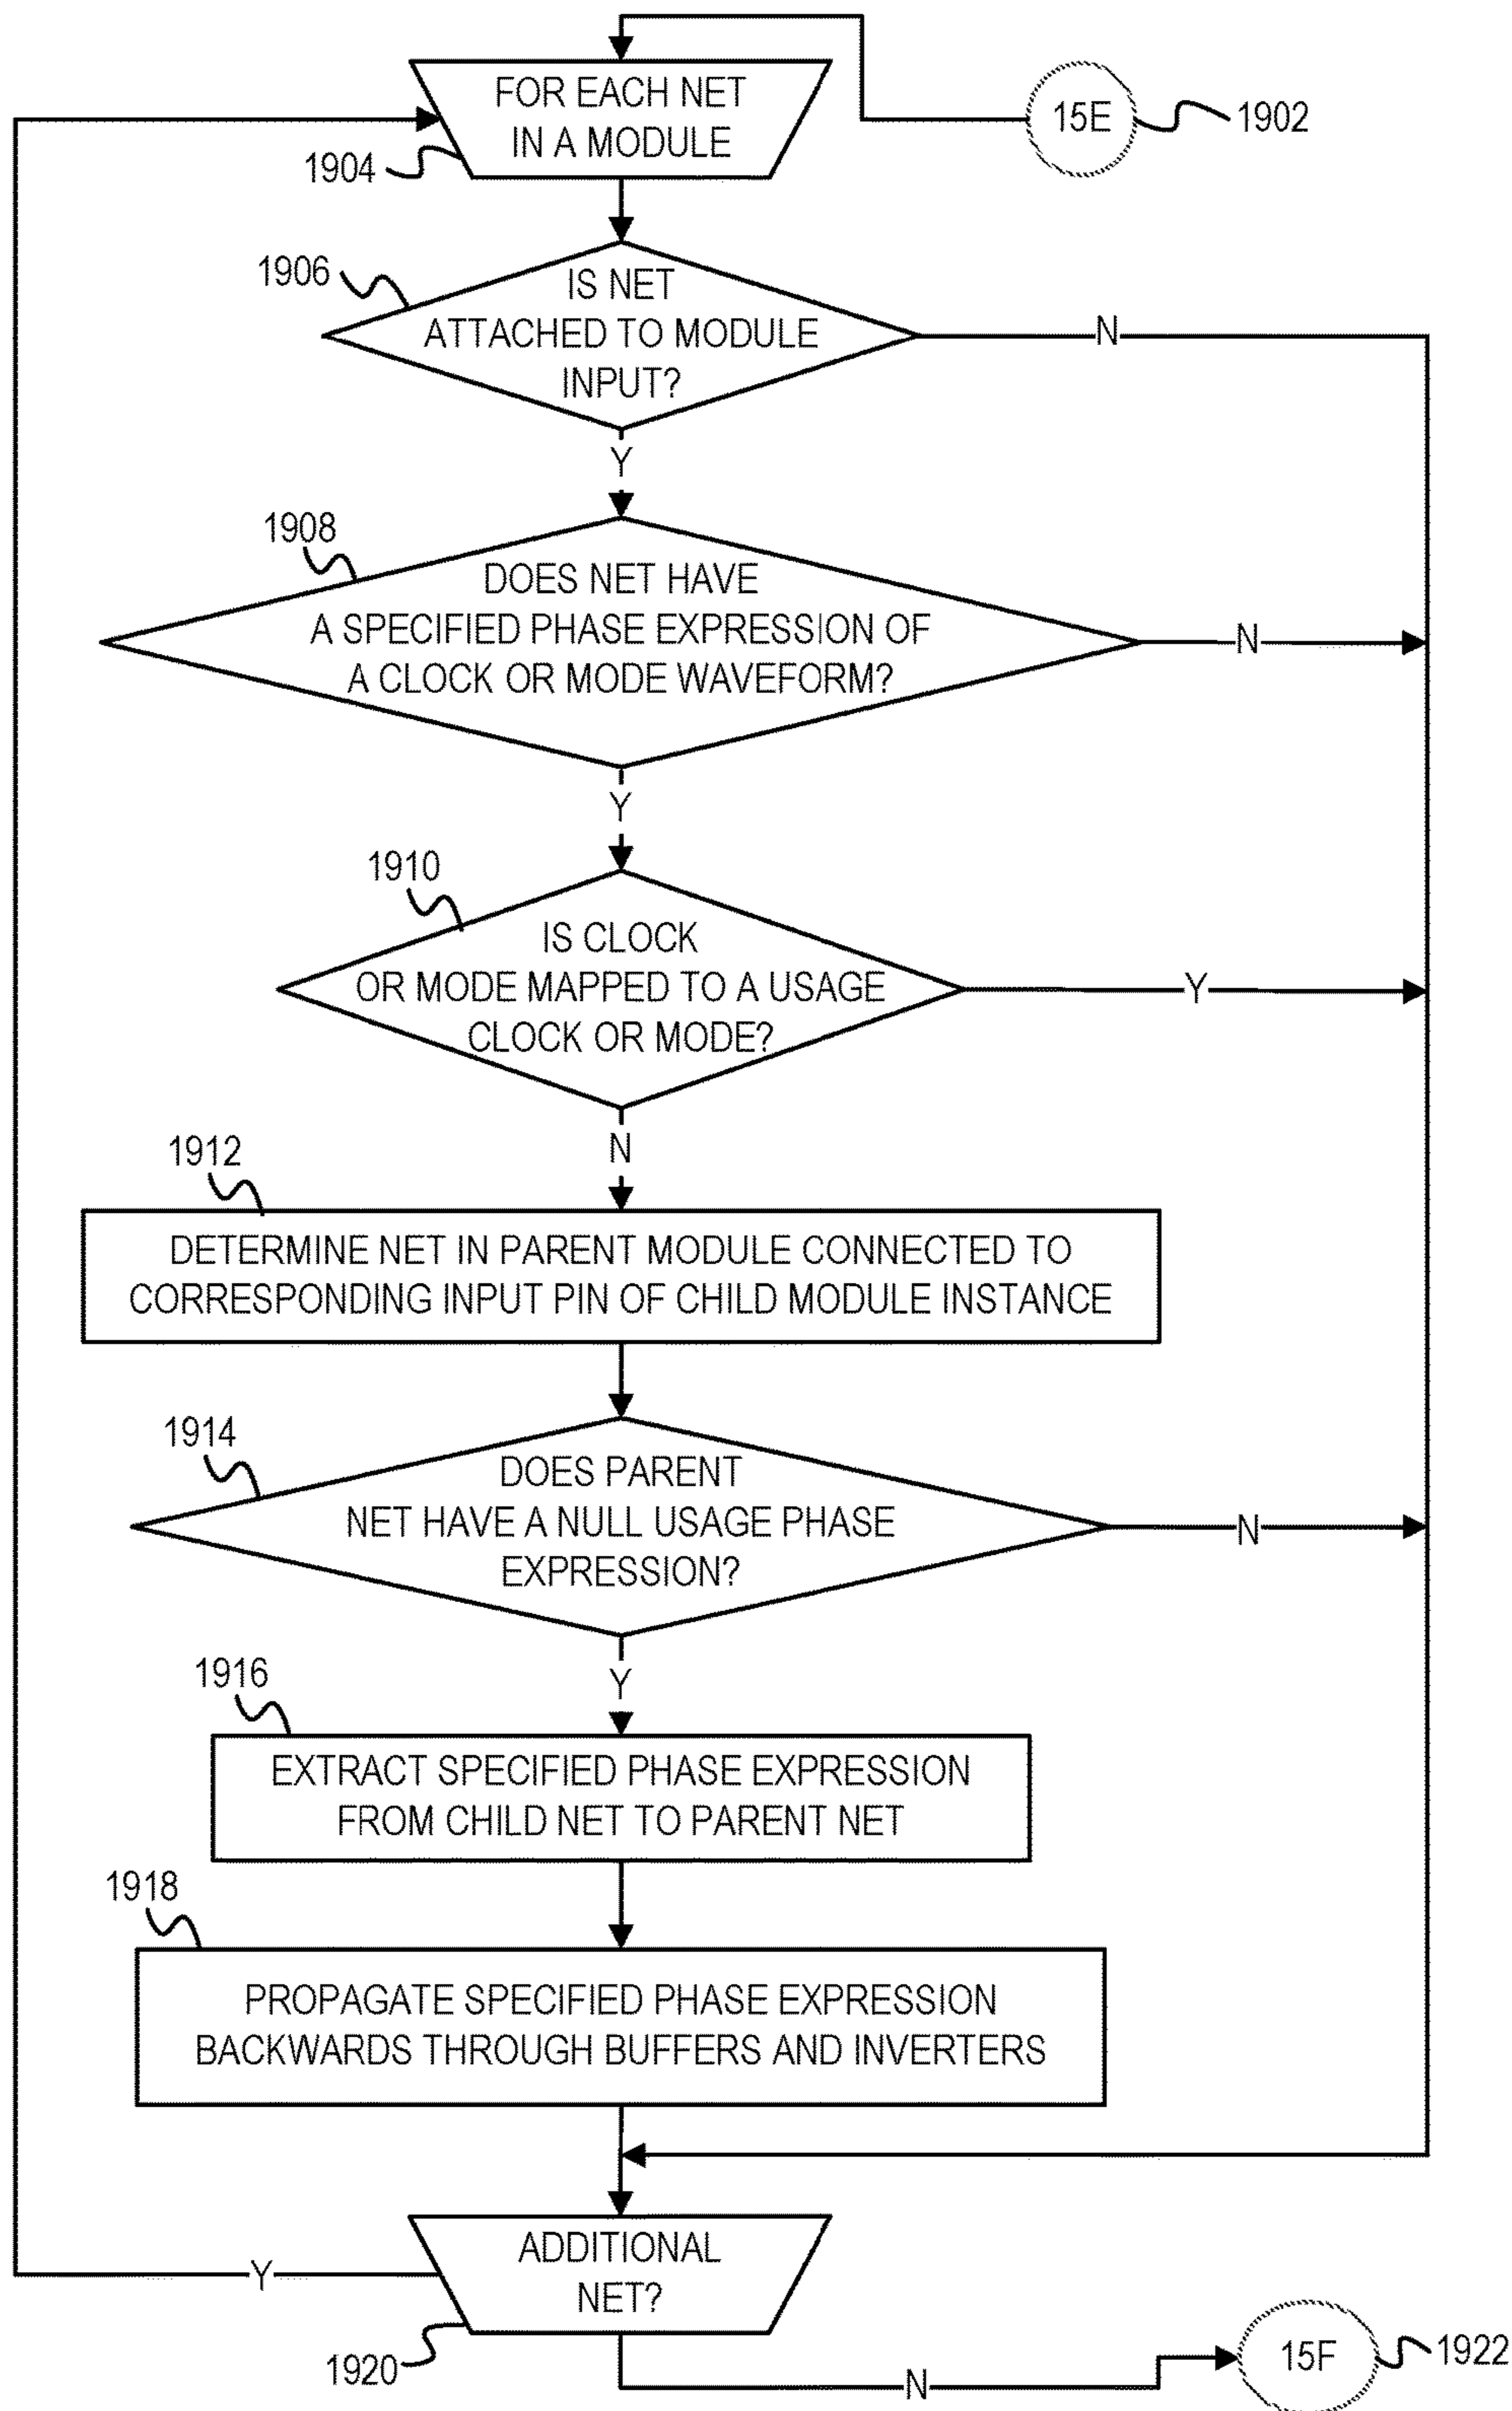 FOR EACH NET
IN A MODULE
15E
1902
1904
1906
IS NET
ATTACHED TO MODULE
INPUT?
N
Y
1908
DOES NET HAVE
A SPECIFIED PHASE EXPRESSION OF
A CLOCK OR MODE WAVEFORM?
N
Y
1910
IS CLOCK
OR MODE MAPPED TO A USAGE
CLOCK OR MODE?
Y
N
1912
DETERMINE NET IN PARENT MODULE CONNECTED TO
CORRESPONDING INPUT PIN OF CHILD MODULE INSTANCE
1914
DOES PARENT
NET HAVE A NULL USAGE PHASE
EXPRESSION?
N
Y
1916
EXTRACT SPECIFIED PHASE EXPRESSION
FROM CHILD NET TO PARENT NET
1918
PROPAGATE SPECIFIED PHASE EXPRESSION
BACKWARDS THROUGH BUFFERS AND INVERTERS
ADDITIONAL
NET?
Y
1920
N
15F
1922